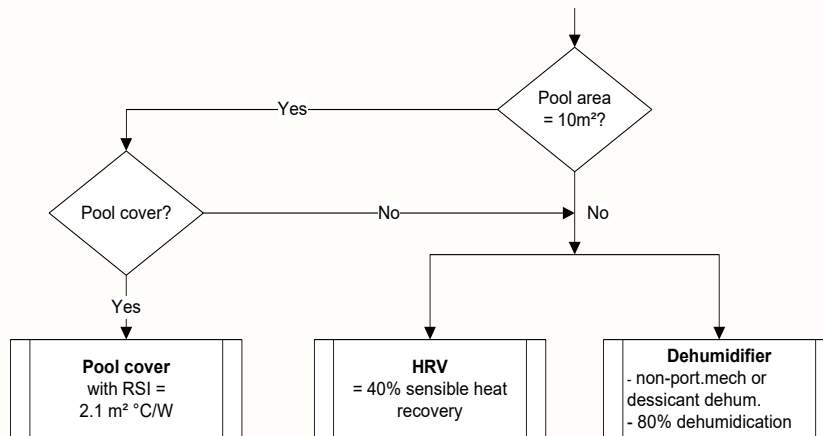 Pool area
= 10m²?
Yes
Pool cover?
No
No
Yes
Pool cover
with RSI =
2.1 m² °C/W
HRV
= 40% sensible heat
recovery
Dehumidifier
- non-port.mech or
dessicant dehum.
- 80% dehumidication